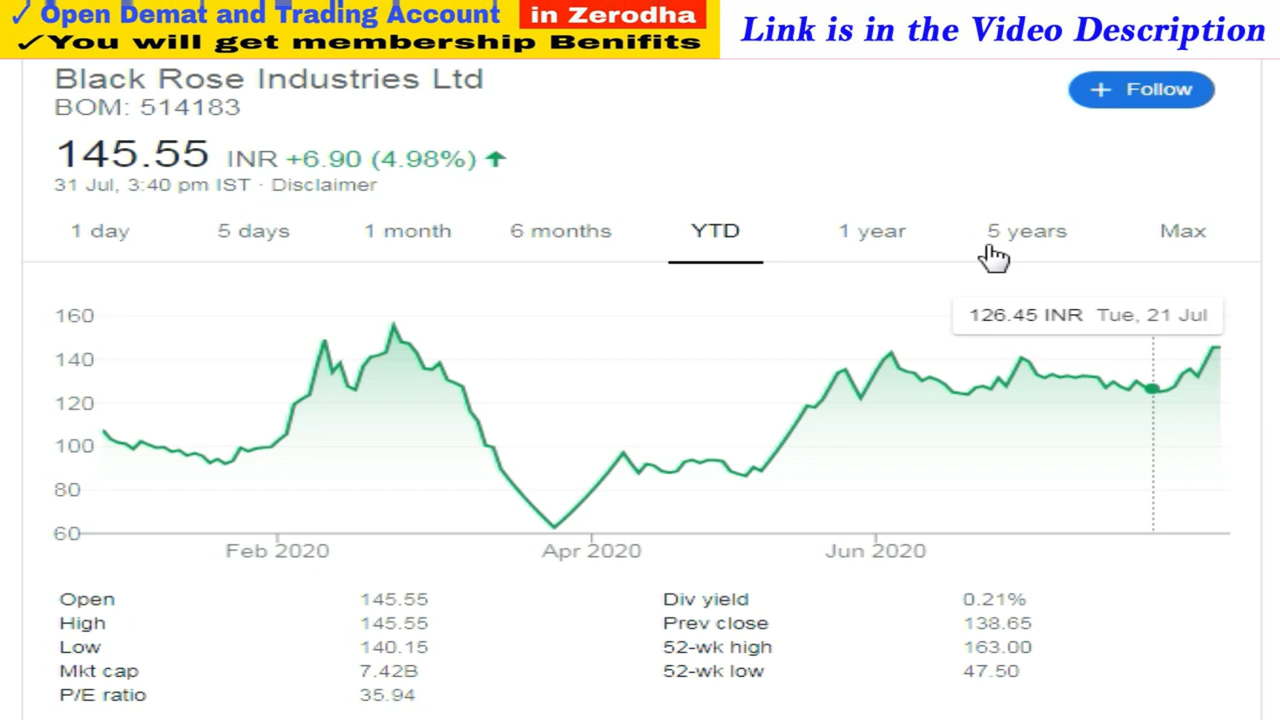 ✓ Open Demat and Trading Account in Zerodha
✓You will get membership Benifits
Link is in the Video Description
Black Rose Industries Ltd
BOM: 514183
+ Follow
145.55 INR +6.90 (4.98%) ↑
31 Jul, 3:40 pm IST · Disclaimer
1 day 5 days 1 month 6 months YTD 1 year 5 years Max
126.45 INR Tue, 21 Jul
160
140
120
100
80
60
Feb 2020 Apr 2020 Jun 2020
Open 145.55 Div yield 0.21%
High 145.55 Prev close 138.65
Low 140.15 52-wk high 163.00
Mkt cap 7.42B 52-wk low 47.50
P/E ratio 35.94